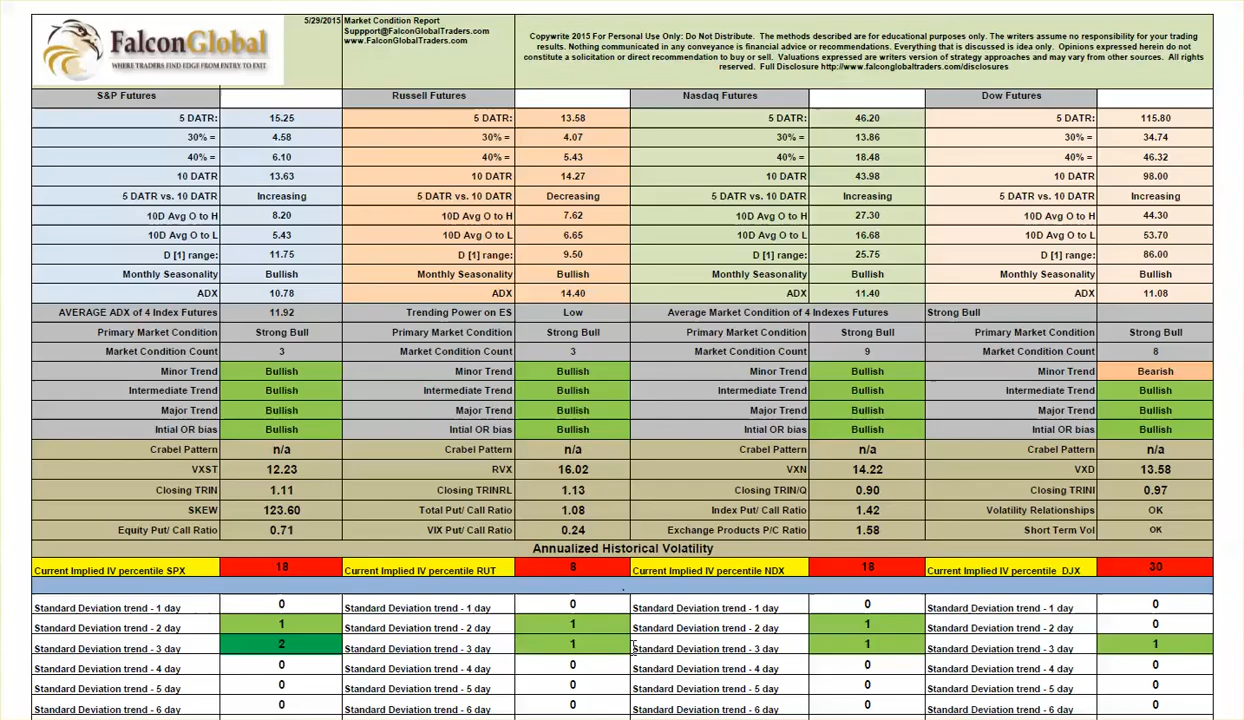 FalconGlobal
WHERE TRADERS FIND EDGE FROM ENTRY TO EXIT
5/29/2015 Market Condition Report
Suppport@FalconGlobalTraders.com
www.FalconGlobalTraders.com
Copywrite 2015 For Personal Use Only: Do Not Distribute. The methods described are for educational purposes only. The writers assume no responsibility for your trading
results. Nothing communicated in any conveyance is financial advice or recommendations. Everything that is discussed is idea only. Opinions expressed herein do not
constitute a solicitation or direct recommendation to buy or sell. Valuations expressed are writers version of strategy approaches and may vary from other sources. All rights
reserved. Full Disclosure http://www.falconglobaltraders.com/disclosures
S&P Futures Russell Futures Nasdaq Futures Dow Futures
5 DATR: 15.25 5 DATR: 13.58 5 DATR: 46.20 5 DATR: 115.80
30% = 4.58 30% = 4.07 30% = 13.86 30% = 34.74
40% = 6.10 40% = 5.43 40% = 18.48 40% = 46.32
10 DATR 13.63 10 DATR 14.27 10 DATR 43.98 10 DATR 98.00
5 DATR vs. 10 DATR Increasing 5 DATR vs. 10 DATR Decreasing 5 DATR vs. 10 DATR Increasing 5 DATR vs. 10 DATR Increasing
10D Avg O to H 8.20 10D Avg O to H 7.62 10D Avg O to H 27.30 10D Avg O to H 44.30
10D Avg O to L 5.43 10D Avg O to L 6.65 10D Avg O to L 16.68 10D Avg O to L 53.70
D [1] range: 11.75 D [1] range: 9.50 D [1] range: 25.75 D [1] range: 86.00
Monthly Seasonality Bullish Monthly Seasonality Bullish Monthly Seasonality Bullish Monthly Seasonality Bullish
ADX 10.78 ADX 14.40 ADX 11.40 ADX 11.08
AVERAGE ADX of 4 Index Futures 11.92 Trending Power on ES Low Average Market Condition of 4 Indexes Futures Strong Bull
Primary Market Condition Strong Bull Primary Market Condition Strong Bull Primary Market Condition Strong Bull Primary Market Condition Strong Bull
Market Condition Count 3 Market Condition Count 3 Market Condition Count 9 Market Condition Count 8
Minor Trend Bullish Minor Trend Bullish Minor Trend Bullish Minor Trend Bearish
Intermediate Trend Bullish Intermediate Trend Bullish Intermediate Trend Bullish Intermediate Trend Bullish
Major Trend Bullish Major Trend Bullish Major Trend Bullish Major Trend Bullish
Intial OR bias Bullish Intial OR bias Bullish Intial OR bias Bullish Intial OR bias Bullish
Crabel Pattern n/a Crabel Pattern n/a Crabel Pattern n/a Crabel Pattern n/a
VXST 12.23 RVX 16.02 VXN 14.22 VXD 13.58
Closing TRIN 1.11 Closing TRINRL 1.13 Closing TRIN/Q 0.90 Closing TRINI 0.97
SKEW 123.60 Total Put/ Call Ratio 1.08 Index Put/ Call Ratio 1.42 Volatility Relationships OK
Equity Put/ Call Ratio 0.71 VIX Put/ Call Ratio 0.24 Exchange Products P/C Ratio 1.58 Short Term Vol OK
Annualized Historical Volatility
Current Implied IV percentile SPX 18 Current Implied IV percentile RUT 8 Current Implied IV percentile NDX 18 Current Implied IV percentile DJX 30
.
Standard Deviation trend - 1 day 0 Standard Deviation trend - 1 day 0 Standard Deviation trend - 1 day 0 Standard Deviation trend - 1 day 0
Standard Deviation trend - 2 day 1 Standard Deviation trend - 2 day 1 Standard Deviation trend - 2 day 1 Standard Deviation trend - 2 day 0
Standard Deviation trend - 3 day 2 Standard Deviation trend - 3 day 1 Standard Deviation trend - 3 day 1 Standard Deviation trend - 3 day 1
Standard Deviation trend - 4 day 0 Standard Deviation trend - 4 day 0 Standard Deviation trend - 4 day 0 Standard Deviation trend - 4 day 0
Standard Deviation trend - 5 day 0 Standard Deviation trend - 5 day 0 Standard Deviation trend - 5 day 0 Standard Deviation trend - 5 day 0
Standard Deviation trend - 6 day 0 Standard Deviation trend - 6 day 0 Standard Deviation trend - 6 day 0 Standard Deviation trend - 6 day 0